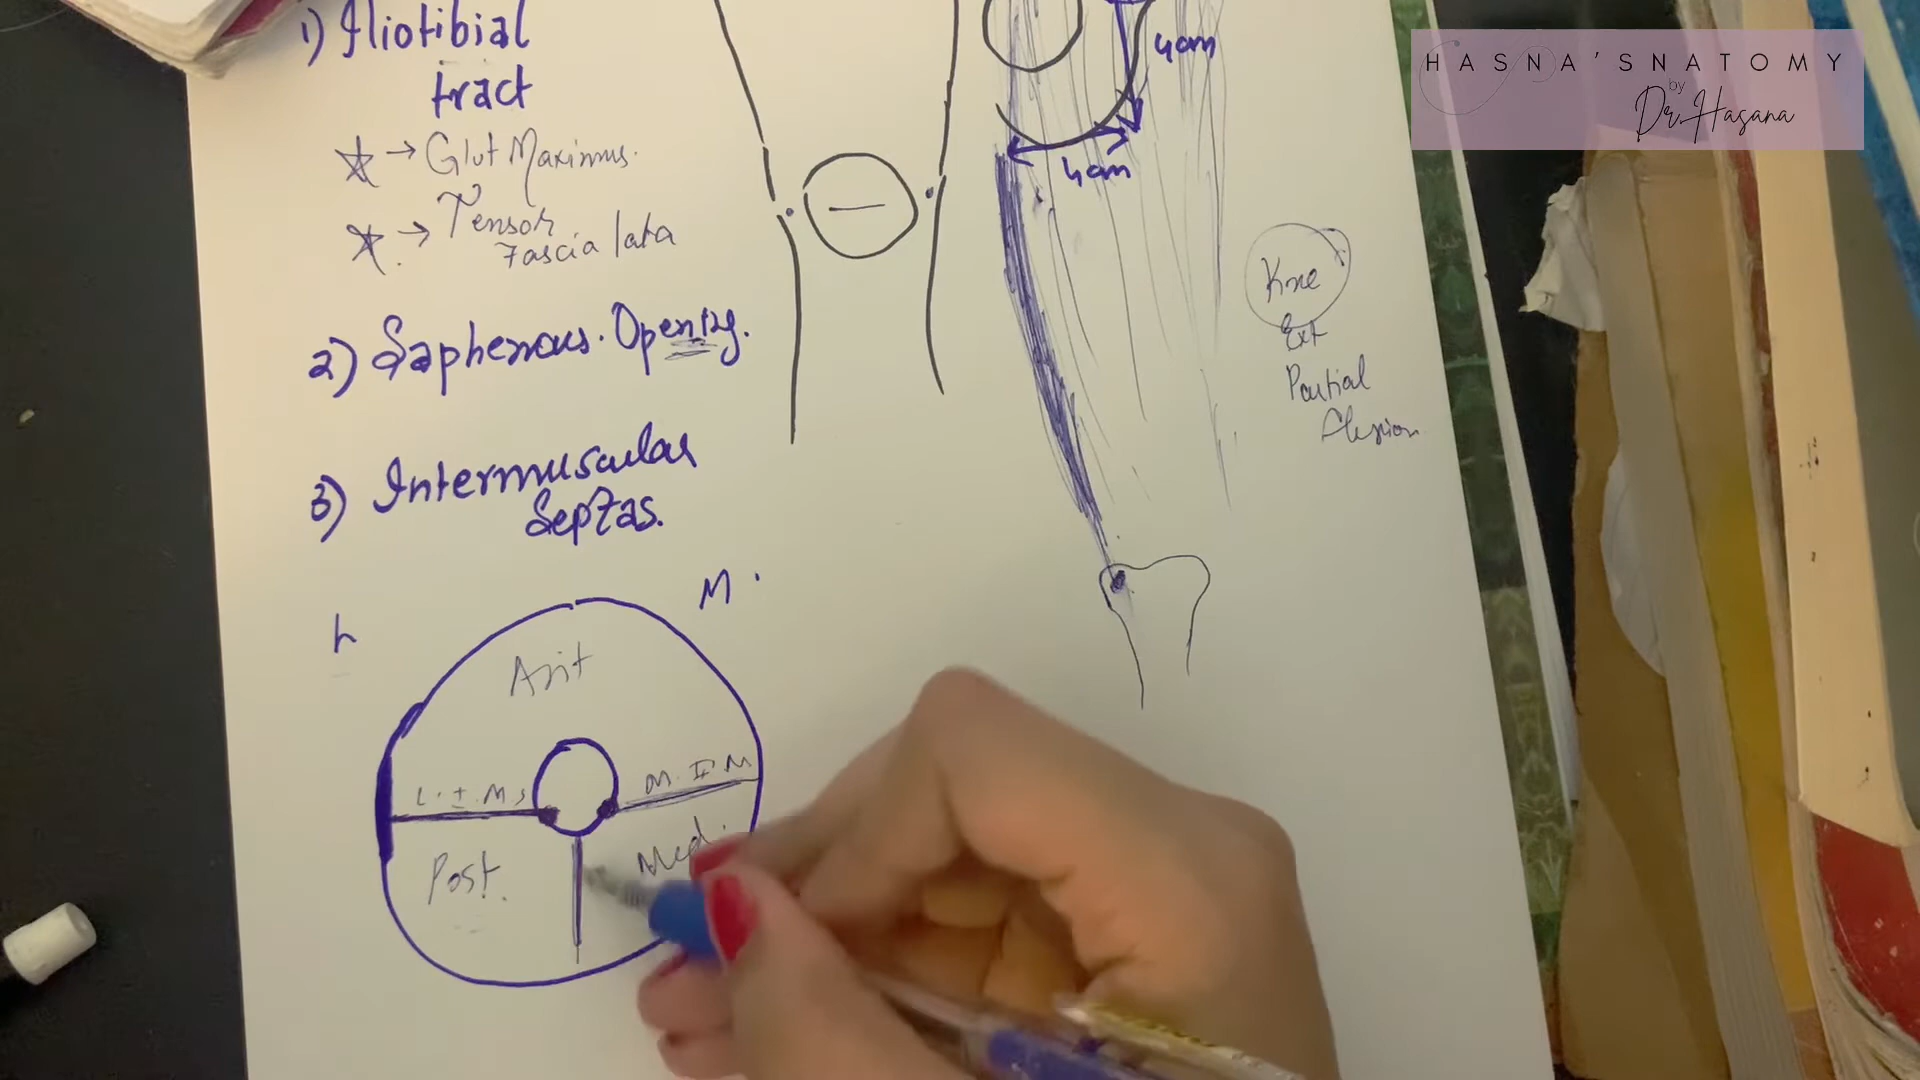 1) Iliotibial
tract
→ Glut Maximus.
→ Tensor
Fascia lata
2) Saphenous. Opening.
3) Intermuscular
Septas.
L
M
Ant
L. I. M S
M. I M
Post.
Med.
4cm
4cm
Knee
Ext
Partial
flexion
HASNA'SNATOMY
by
Dr. Hasana